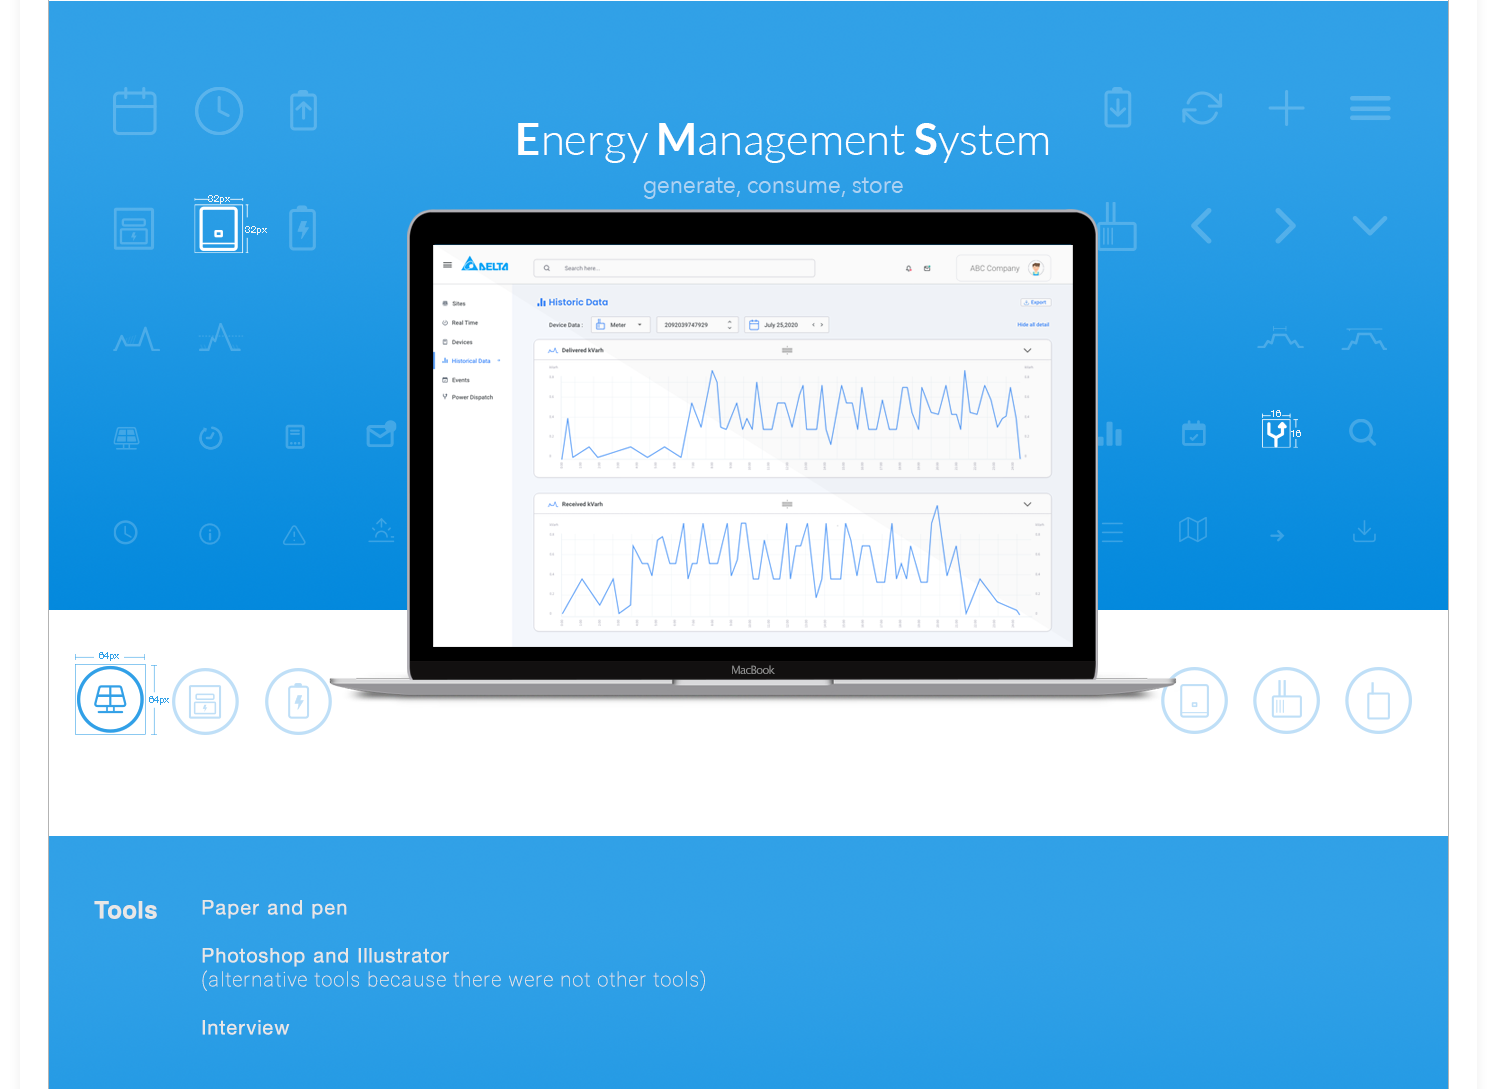 Energy Management System
generate, consume, store
32px
32px
DELTA
Search here...
ABC Company
Sites
Real Time
Devices
Historical Data
Events
Power Dispatch
Historic Data
Export
Device Data :
Meter
2092039747929
July 25,2020
Hide all detail
Delivered kVarh
Received kVarh
16
16
MacBook
64px
64px
Tools
Paper and pen
Photoshop and Illustrator
(alternative tools because there were not other tools)
Interview